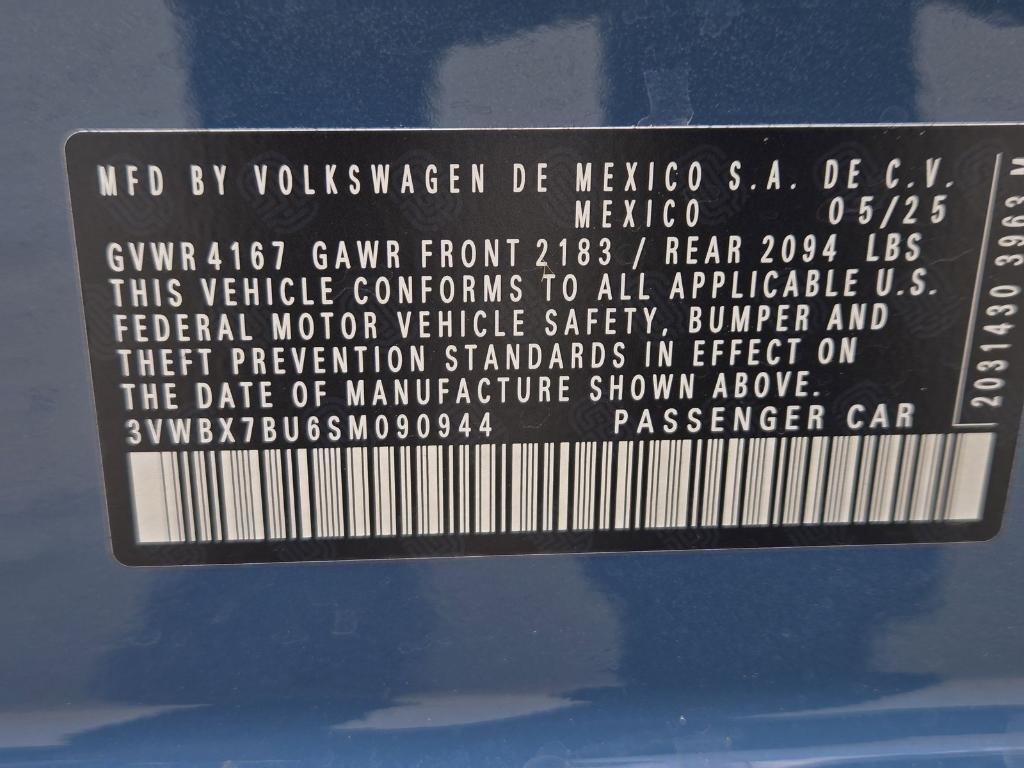 MFD BY VOLKSWAGEN DE MEXICO S.A. DE C.V.
MEXICO 05/25
GVWR 4167 GAWR FRONT 2183 / REAR 2094 LBS
THIS VEHICLE CONFORMS TO ALL APPLICABLE U.S.
FEDERAL MOTOR VEHICLE SAFETY, BUMPER AND
THEFT PREVENTION STANDARDS IN EFFECT ON
THE DATE OF MANUFACTURE SHOWN ABOVE.
3VWBX7BU6SM090944 PASSENGER CAR
2031430 3963 M